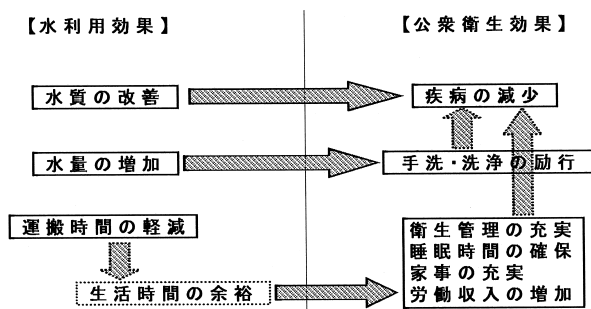 【水利用効果】
【公衆衛生効果】
水質の改善
疾病の減少
水量の増加
手洗・洗浄の励行
運搬時間の軽減
生活時間の余裕
衛生管理の充実
睡眠時間の確保
家事の充実
労働収入の増加